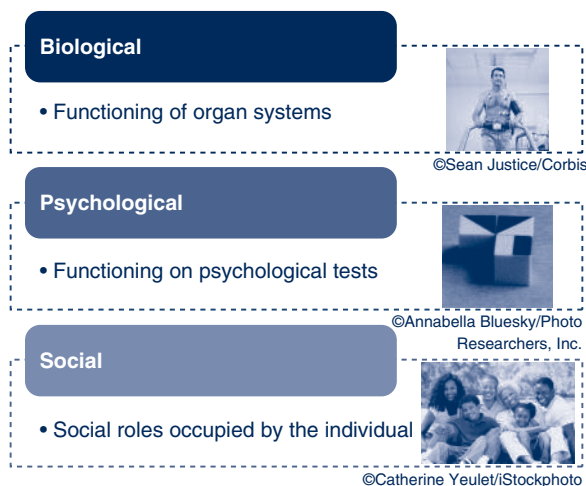 Biological
• Functioning of organ systems
©Sean Justice/Corbis
Psychological
• Functioning on psychological tests
©Annabella Bluesky/Photo
Researchers, Inc.
Social
• Social roles occupied by the individual
©Catherine Yeulet/iStockphoto